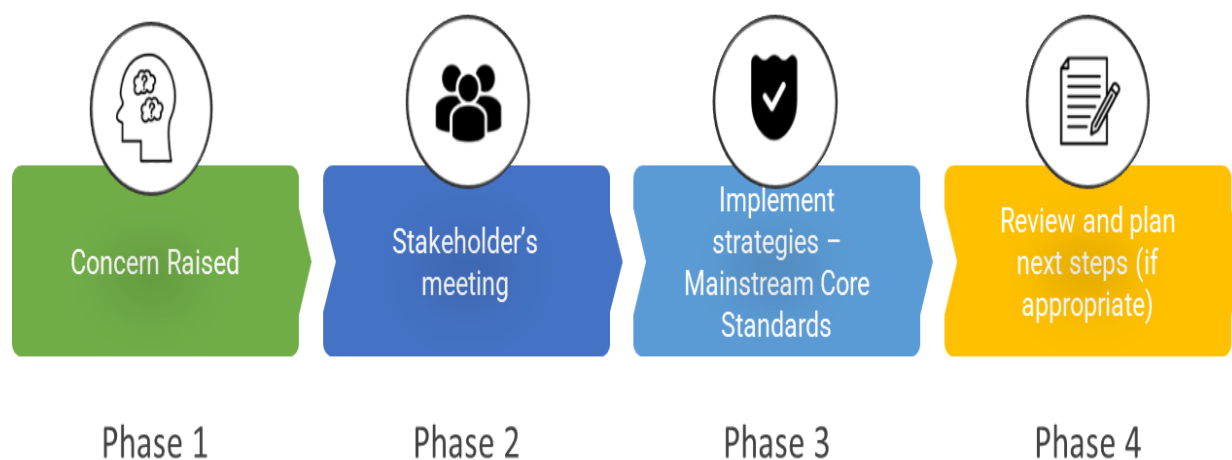 Concern Raised
Stakeholder’s
meeting
Implement
strategies –
Mainstream Core
Standards
Review and plan
next steps (if
appropriate)
Phase 1
Phase 2
Phase 3
Phase 4